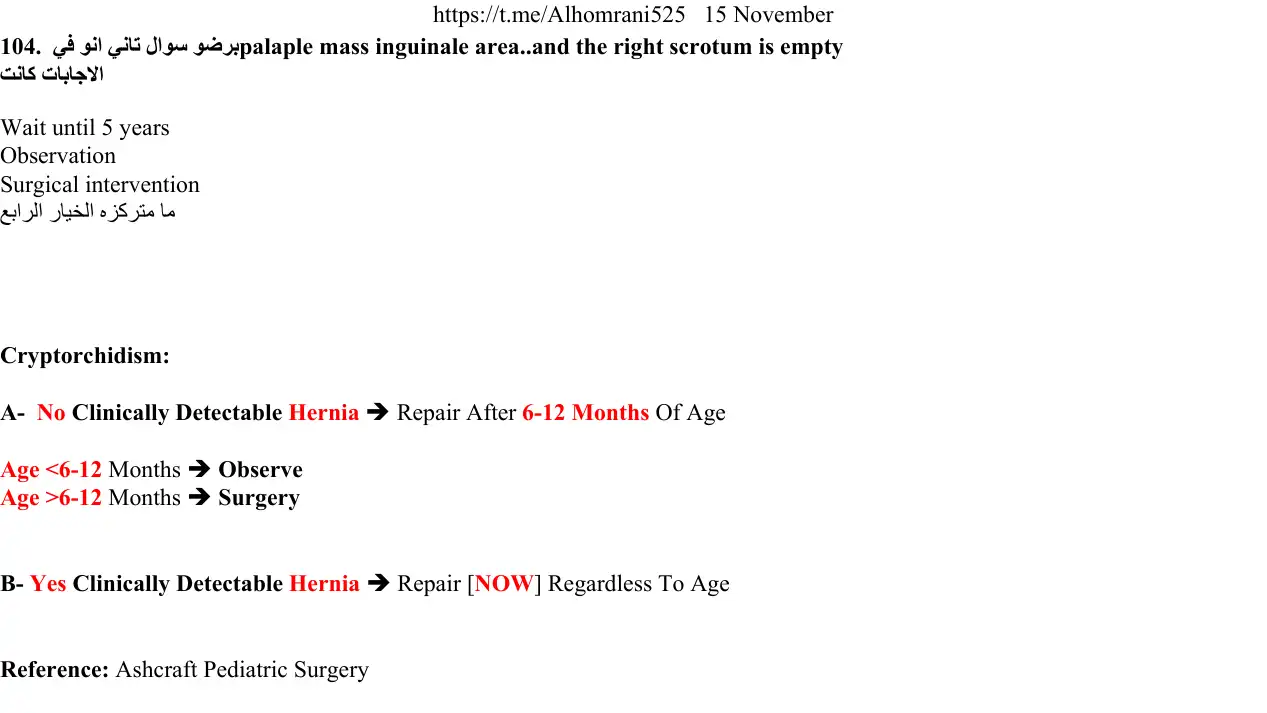 https://t.me/Alhomrani525 15 November
104. برضو سوال تاني انو في palaple mass inguinale area..and the right scrotum is empty
الاجابات كانت
Wait until 5 years
Observation
Surgical intervention
ما متركزه الخيار الرابع
Cryptorchidism:
A- No Clinically Detectable Hernia ➔ Repair After 6-12 Months Of Age
Age <6-12 Months ➔ Observe
Age >6-12 Months ➔ Surgery
B- Yes Clinically Detectable Hernia ➔ Repair [NOW] Regardless To Age
Reference: Ashcraft Pediatric Surgery